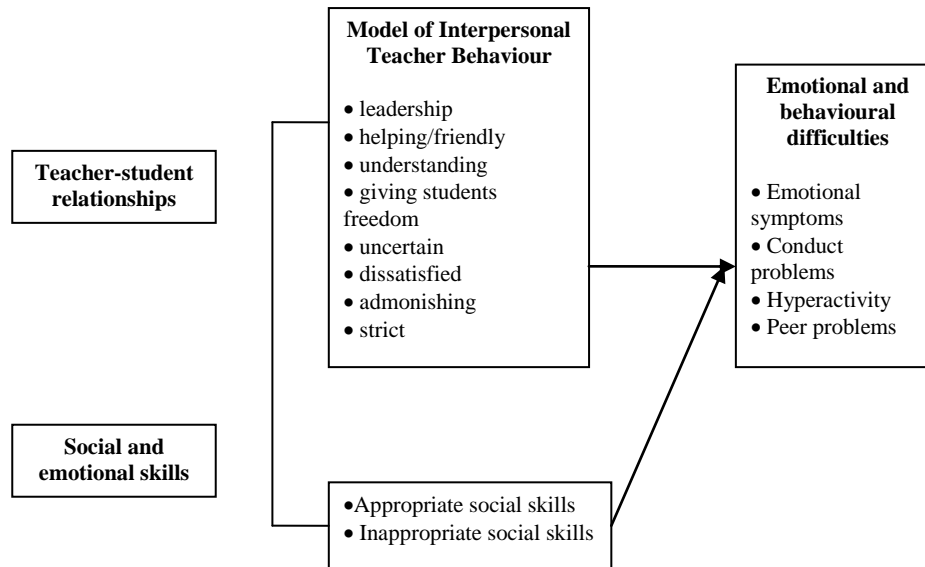 Model of Interpersonal
Teacher Behaviour
• leadership
• helping/friendly
• understanding
• giving students
freedom
• uncertain
• dissatisfied
• admonishing
• strict
Emotional and
behavioural
difficulties
• Emotional
symptoms
• Conduct
problems
• Hyperactivity
• Peer problems
Teacher-student
relationships
Social and
emotional skills
•Appropriate social skills
• Inappropriate social skills